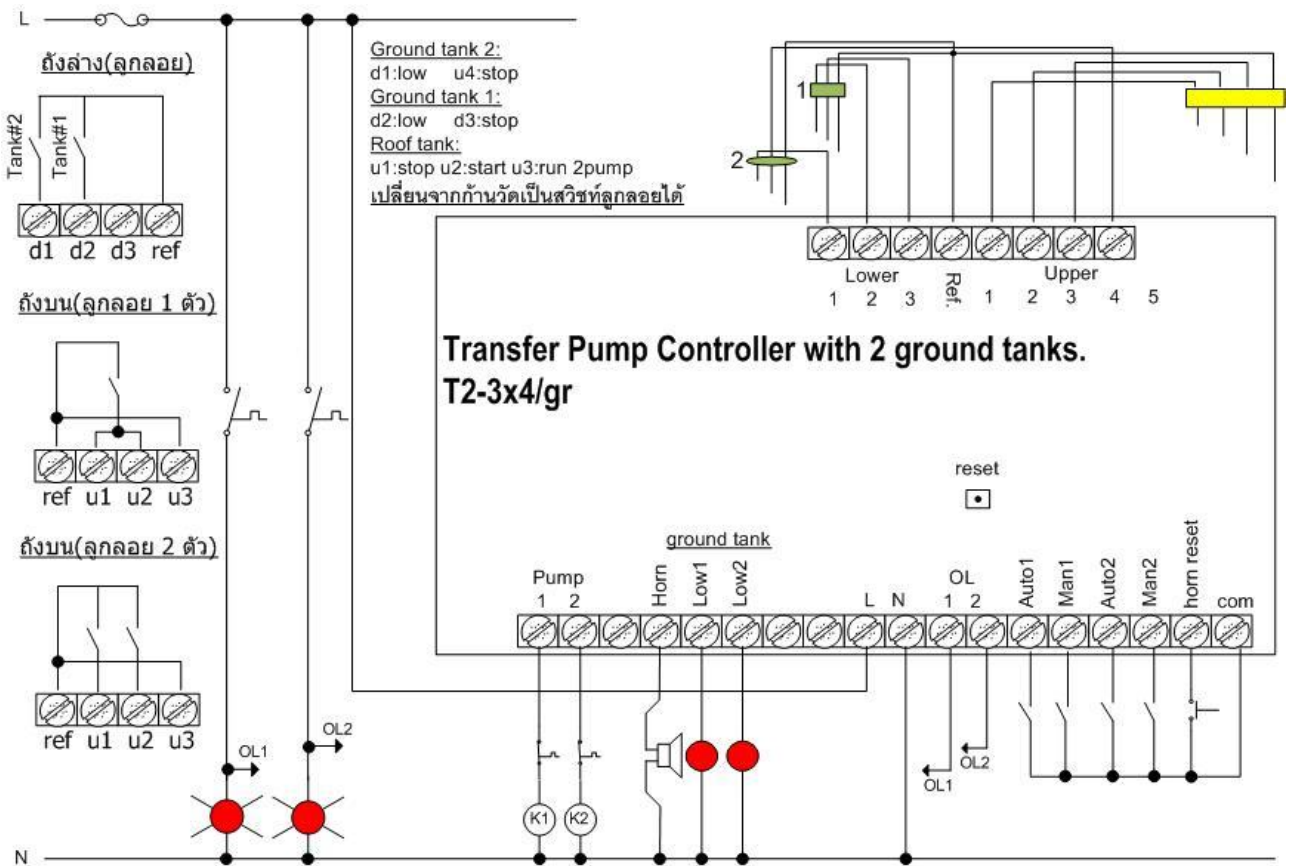 L
ถังล่าง(ลูกลอย)
Tank#2
Tank#1
d1 d2 d3 ref
ถังบน(ลูกลอย 1 ตัว)
ref u1 u2 u3
ถังบน(ลูกลอย 2 ตัว)
ref u1 u2 u3
OL1
OL2
N
Ground tank 2:
d1:low u4:stop
Ground tank 1:
d2:low d3:stop
Roof tank:
u1:stop u2:start u3:run 2pump
เปลี่ยนจากก้านวัดเป็นสวิชท์ลูกลอยได้
1
2
Lower Ref. Upper
1 2 3 1 2 3 4 5
Transfer Pump Controller with 2 ground tanks.
T2-3x4/gr
reset
ground tank
Pump
1 2
Horn
Low1
Low2
L N
OL
1 2
Auto1
Man1
Auto2
Man2
horn reset
com
OL1
OL2
K1 K2